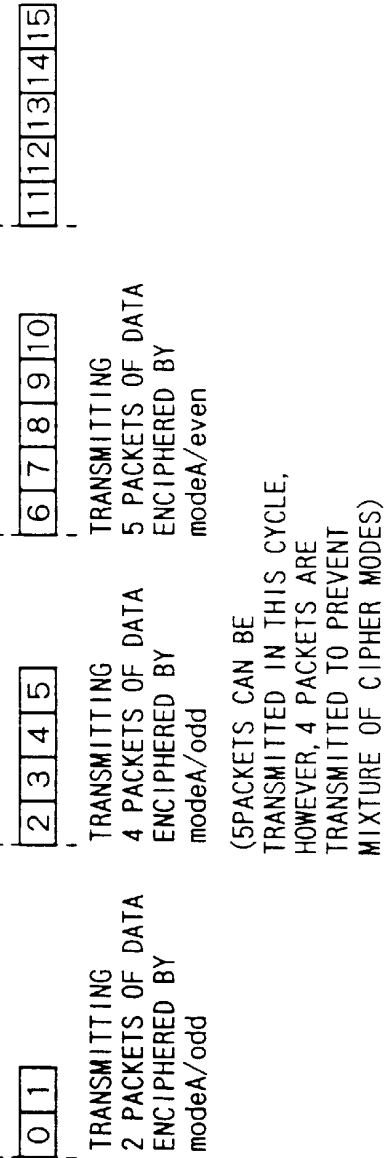 0 1
TRANSMITTING
2 PACKETS OF DATA
ENCIPHERED BY
modeA/odd
2 3 4 5
TRANSMITTING
4 PACKETS OF DATA
ENCIPHERED BY
modeA/odd
(5PACKETS CAN BE
TRANSMITTED IN THIS CYCLE,
HOWEVER, 4 PACKETS ARE
TRANSMITTED TO PREVENT
MIXTURE OF CIPHER MODES)
6 7 8 9 10
TRANSMITTING
5 PACKETS OF DATA
ENCIPHERED BY
modeA/even
11 12 13 14 15